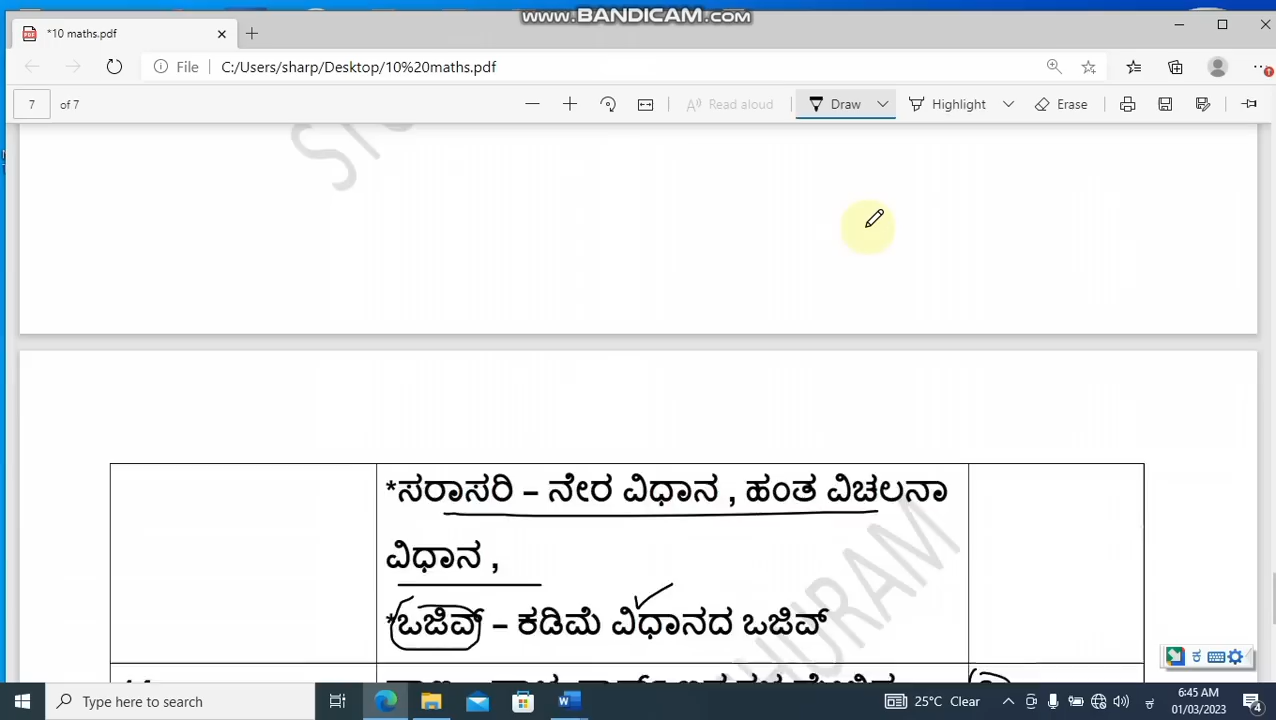 www.BANDICAM.com
*10 maths.pdf
File C:/Users/sharp/Desktop/10%20maths.pdf
7 of 7 Read aloud Draw Highlight Erase
*ಸರಾಸರಿ – ನೇರ ವಿಧಾನ , ಹಂತ ವಿಚಲನಾ
ವಿಧಾನ ,
*ಒಜಿವ್ – ಕಡಿಮೆ ವಿಧಾನದ ಒಜಿವ್
HURAM
ಕ
Type here to search 25°C Clear 6:45 AM
01/03/2023 4